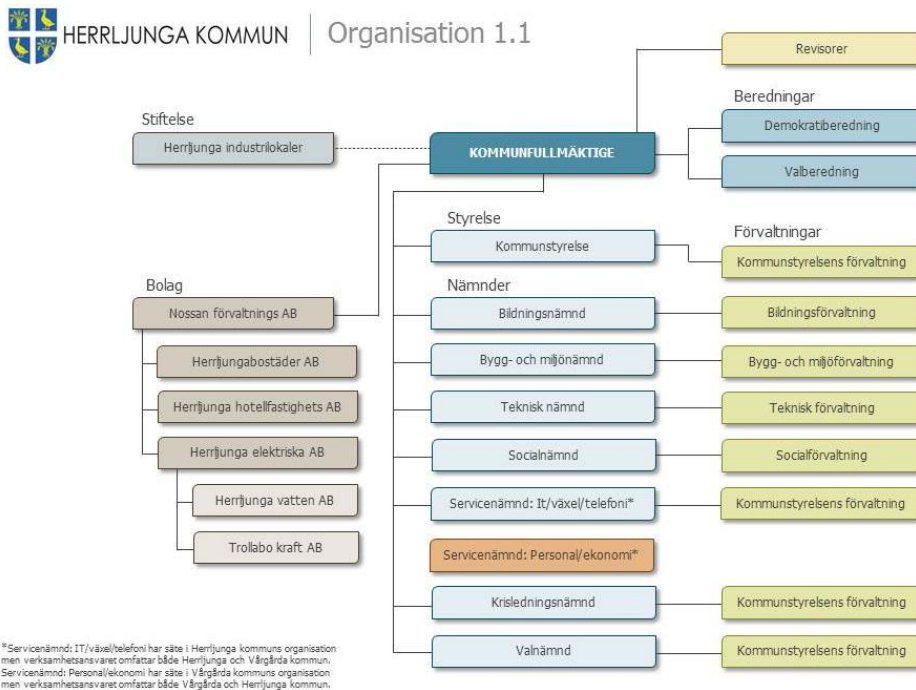 HERRLJUNGA KOMMUN
Organisation 1.1
Revisorer
Beredningar
Demokratiberedning
Valberedning
Stiftelse
Herrljunga industrilokaler
KOMMUNFULLMÄKTIGE
Styrelse
Kommunstyrelse
Förvaltningar
Kommunstyrelsens förvaltning
Bolag
Nossan förvaltnings AB
Herrljungabostäder AB
Herrljunga hotellfastighets AB
Herrljunga elektriska AB
Herrljunga vatten AB
Trollabo kraft AB
Nämnder
Bildningsnämnd
Bildningsförvaltning
Bygg- och miljönämnd
Bygg- och miljöförvaltning
Teknisk nämnd
Teknisk förvaltning
Socialnämnd
Socialförvaltning
Servicenämnd: It/växel/telefoni*
Kommunstyrelsens förvaltning
Servicenämnd: Personal/ekonomi*
Krisledningsnämnd
Kommunstyrelsens förvaltning
Valnämnd
Kommunstyrelsens förvaltning
*Servicenämnd: IT/växel/telefoni har säte i Herrljunga kommuns organisation
men verksamhetsansvaret omfattar både Herrljunga och Vårgårda kommun.
Servicenämnd: Personal/ekonomi har säte i Vårgårda kommuns organisation
men verksamhetsansvaret omfattar både Vårgårda och Herrljunga kommun.